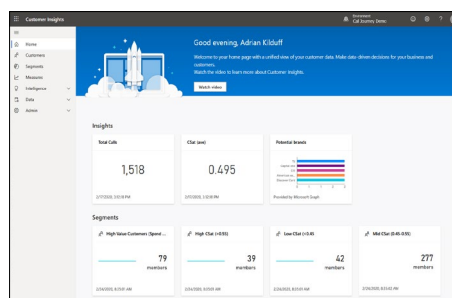 Customer Insights
Environment
Cal Journey Demo
Home
Customers
Segments
Measures
Intelligence
Data
Admin
Good evening, Adrian Kilduff
Welcome to your home page with a unified view of your customer data. Make data-driven decisions for your business and customers.
Watch the video to learn more about Customer Insights.
Watch video
Insights
Total Calls
1,518
CSat (ave)
0.495
Potential brands
Provided by Microsoft Graph
Segments
High Value Customers (Spend ...
79
members
High CSat (>0.55)
39
members
Low CSat (<0.45
42
members
Mid CSat (0.45-0.55)
277
members